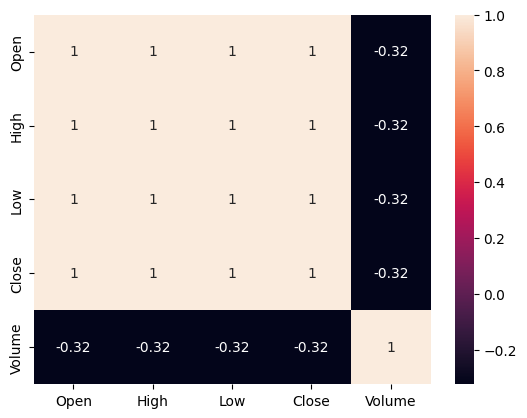 Open 1 1 1 1 -0.32
High 1 1 1 1 -0.32
Low 1 1 1 1 -0.32
Close 1 1 1 1 -0.32
Volume -0.32 -0.32 -0.32 -0.32 1
Open High Low Close Volume
1.0
0.8
0.6
0.4
0.2
0.0
−0.2